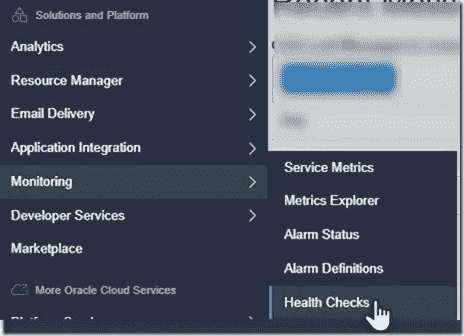 Solutions and Platform
Analytics
Resource Manager
Email Delivery
Application Integration
Monitoring
Developer Services
Marketplace
More Oracle Cloud Services
Service Metrics
Metrics Explorer
Alarm Status
Alarm Definitions
Health Checks